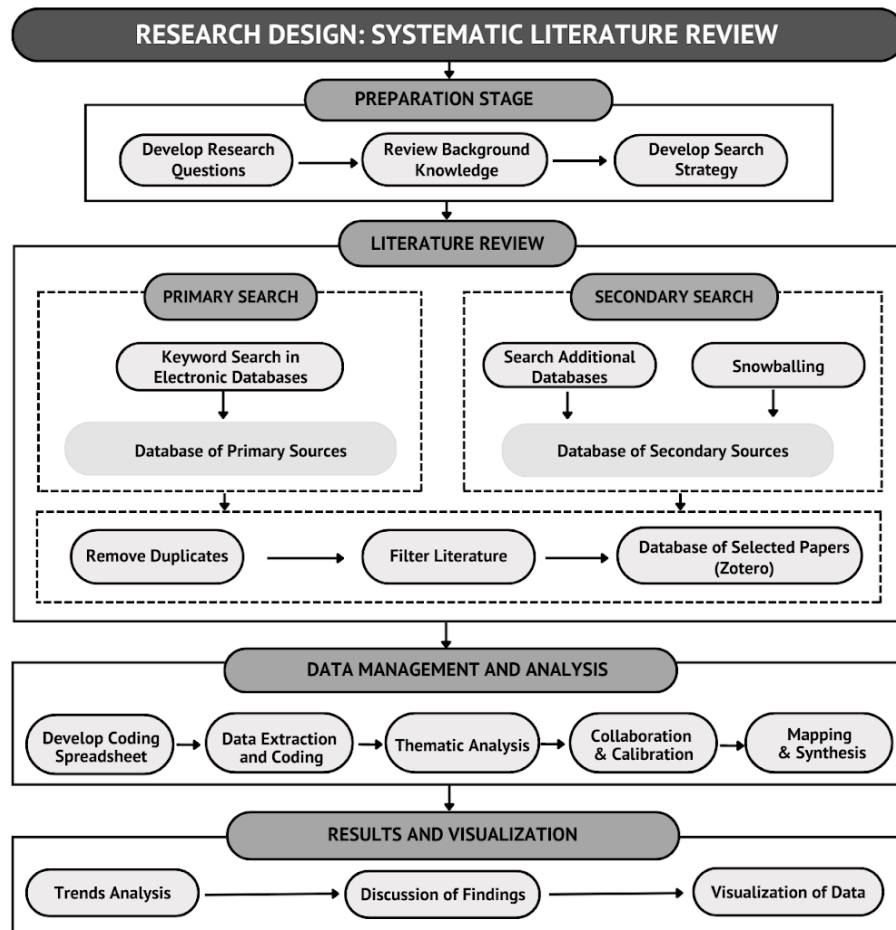 RESEARCH DESIGN: SYSTEMATIC LITERATURE REVIEW
PREPARATION STAGE
Develop Research
Questions
Review Background
Knowledge
Develop Search
Strategy
LITERATURE REVIEW
PRIMARY SEARCH
Keyword Search in
Electronic Databases
Database of Primary Sources
SECONDARY SEARCH
Search Additional
Databases
Snowballing
Database of Secondary Sources
Remove Duplicates
Filter Literature
Database of Selected Papers
(Zotero)
DATA MANAGEMENT AND ANALYSIS
Develop Coding
Spreadsheet
Data Extraction
and Coding
Thematic Analysis
Collaboration
& Calibration
Mapping
& Synthesis
RESULTS AND VISUALIZATION
Trends Analysis
Discussion of Findings
Visualization of Data